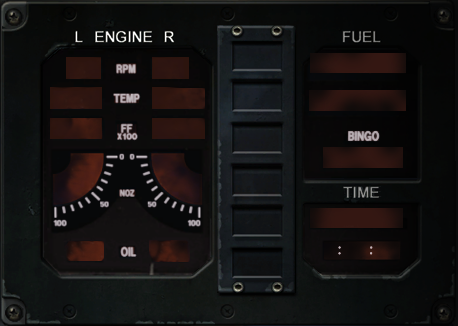 L ENGINE R
RPM
TEMP
FF
X100
0 0
NOZ
50 50
100 100
OIL
FUEL
BINGO
TIME
: :